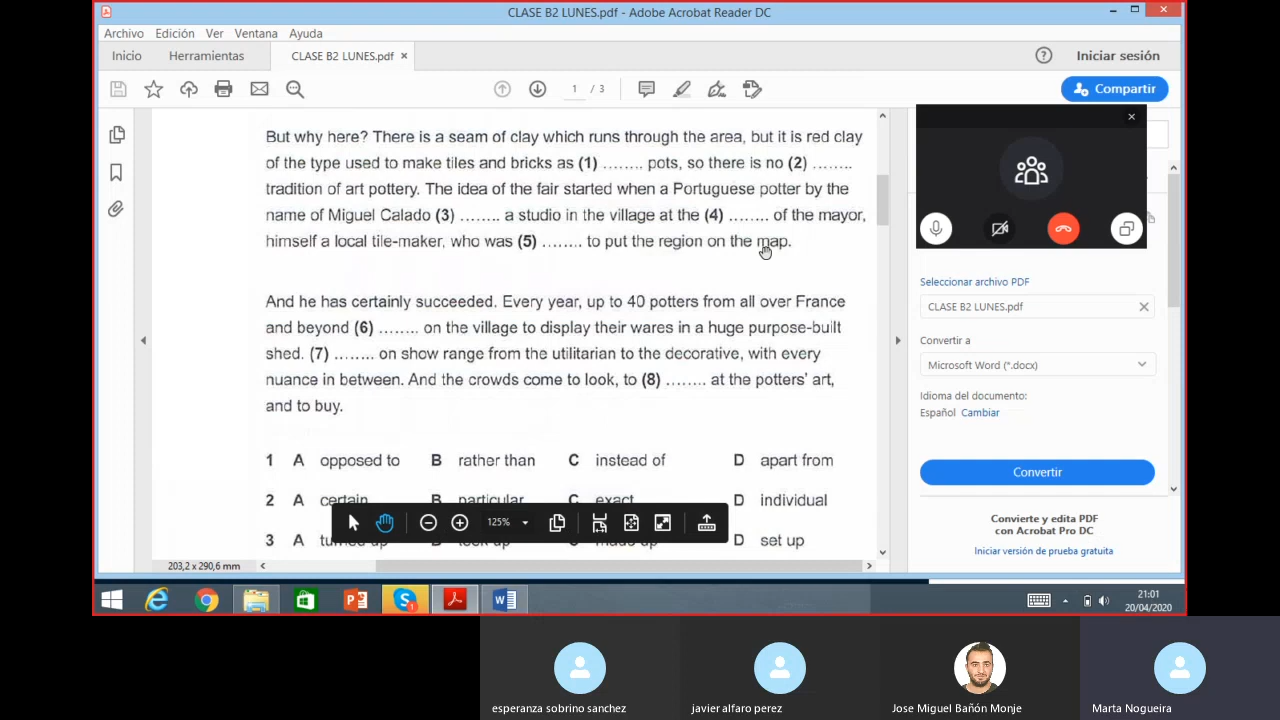 CLASE B2 LUNES.pdf - Adobe Acrobat Reader DC
Archivo Edición Ver Ventana Ayuda
Inicio Herramientas CLASE B2 LUNES.pdf × Iniciar sesión
1 / 3 Compartir
But why here? There is a seam of clay which runs through the area, but it is red clay
of the type used to make tiles and bricks as (1) ........ pots, so there is no (2) ........
tradition of art pottery. The idea of the fair started when a Portuguese potter by the
name of Miguel Calado (3) ........ a studio in the village at the (4) ........ of the mayor,
himself a local tile-maker, who was (5) ........ to put the region on the map.
And he has certainly succeeded. Every year, up to 40 potters from all over France
and beyond (6) ........ on the village to display their wares in a huge purpose-built
shed. (7) ........ on show range from the utilitarian to the decorative, with every
nuance in between. And the crowds come to look, to (8) ........ at the potters' art,
and to buy.
1 A opposed to B rather than C instead of D apart from
2 A certain B particular C exact D individual
3 A turned up B took up C made up D set up
125%
203,2 x 290,6 mm
Seleccionar archivo PDF
CLASE B2 LUNES.pdf
Convertir a
Microsoft Word (*.docx)
Idioma del documento:
Español Cambiar
Convertir
Convierte y edita PDF
con Acrobat Pro DC
Iniciar versión de prueba gratuita
21:01
20/04/2020
esperanza sobrino sanchez
javier alfaro perez
Jose Miguel Bañón Monje
Marta Nogueira